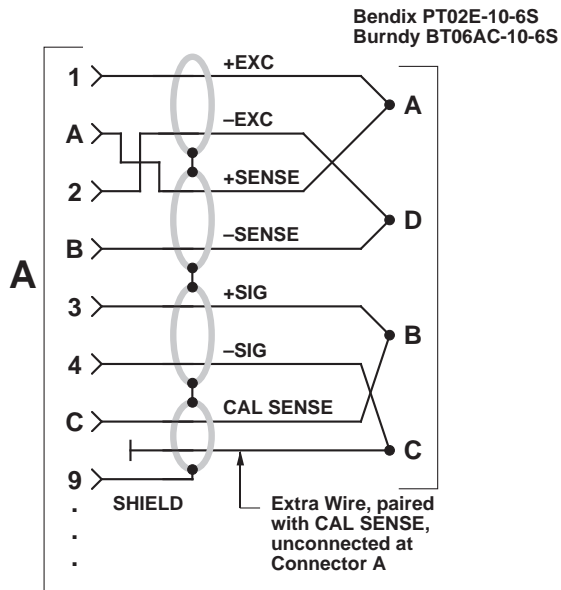 Bendix PT02E-10-6S
Burndy BT06AC-10-6S
A
1
A
2
B
3
4
C
9
.
.
.
+EXC
–EXC
+SENSE
–SENSE
+SIG
–SIG
CAL SENSE
SHIELD
A
D
B
C
Extra Wire, paired
with CAL SENSE,
unconnected at
Connector A